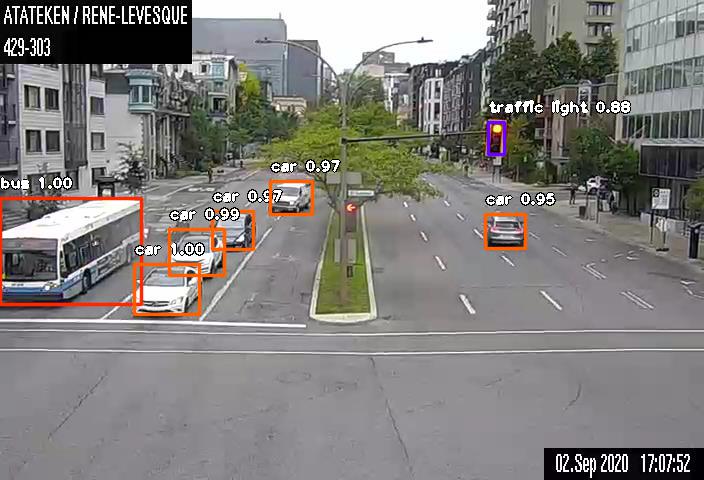 ATATEKEN / RENE-LEVESQUE
429-303
traffic light 0.88
car 0.97
bus 1.00
car 0.97
car 0.95
car 0.99
car 1.00
02.Sep 2020 17:07:52